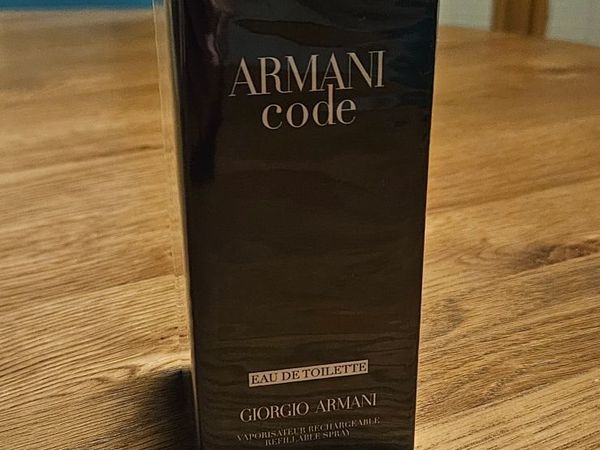 ARMANI
code
EAU DE TOILETTE
GIORGIO ARMANI
VAPORISATEUR RECHARGEABLE
REFILLABLE SPRAY